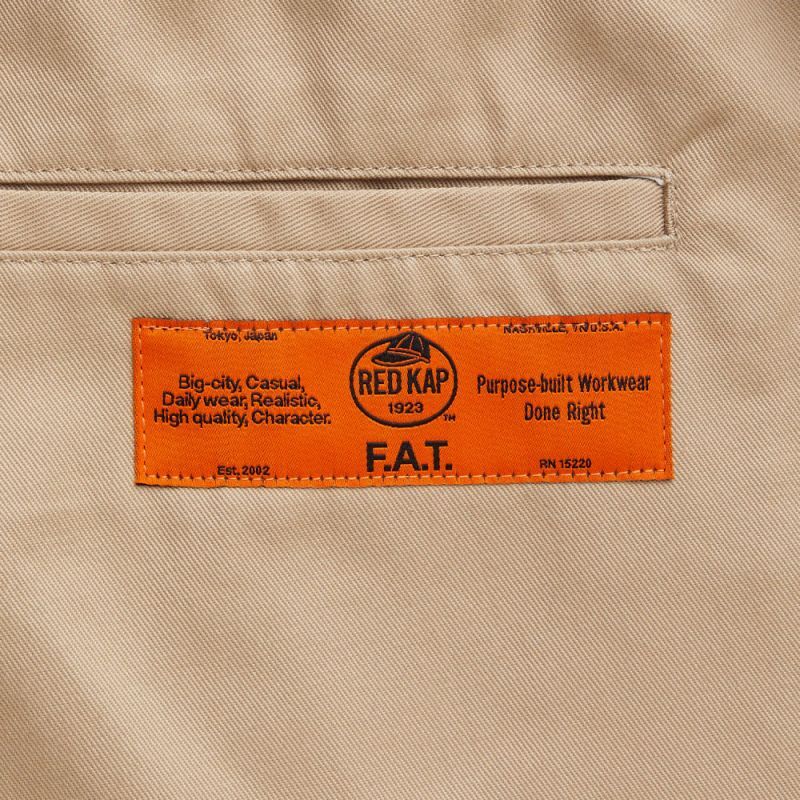 Tokyo, Japan
Big-city, Casual,
Daily wear, Realistic,
High quality, Character.
Est. 2002
RED KAP
1923
TM
F.A.T.
NASHVILLE, TN U.S.A.
Purpose-built Workwear
Done Right
RN 15220